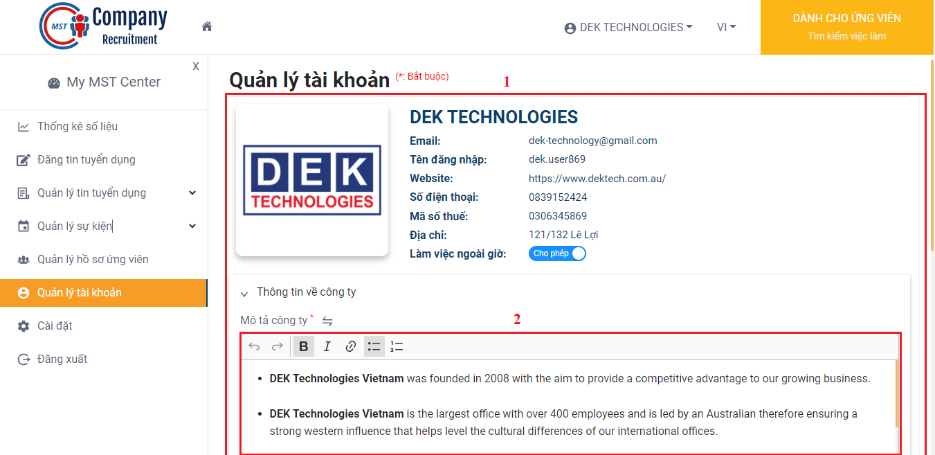 MST Company
Recruitment
DEK TECHNOLOGIES
VI
DÀNH CHO ỨNG VIÊN
Tìm kiếm việc làm
X
My MST Center
Thống kê số liệu
Đăng tin tuyển dụng
Quản lý tin tuyển dụng
Quản lý sự kiện
Quản lý hồ sơ ứng viên
Quản lý tài khoản
Cài đặt
Đăng xuất
Quản lý tài khoản (*: Bắt buộc)
1
DEK
TECHNOLOGIES
DEK TECHNOLOGIES
Email: dek-technology@gmail.com
Tên đăng nhập: dek.user869
Website: https://www.dektech.com.au/
Số điện thoại: 0839152424
Mã số thuế: 0306345869
Địa chỉ: 121/132 Lê Lợi
Làm việc ngoài giờ: Cho phép
Thông tin về công ty
Mô tả công ty *
2
B I
• DEK Technologies Vietnam was founded in 2008 with the aim to provide a competitive advantage to our growing business.
• DEK Technologies Vietnam is the largest office with over 400 employees and is led by an Australian therefore ensuring a
strong western influence that helps level the cultural differences of our international offices.